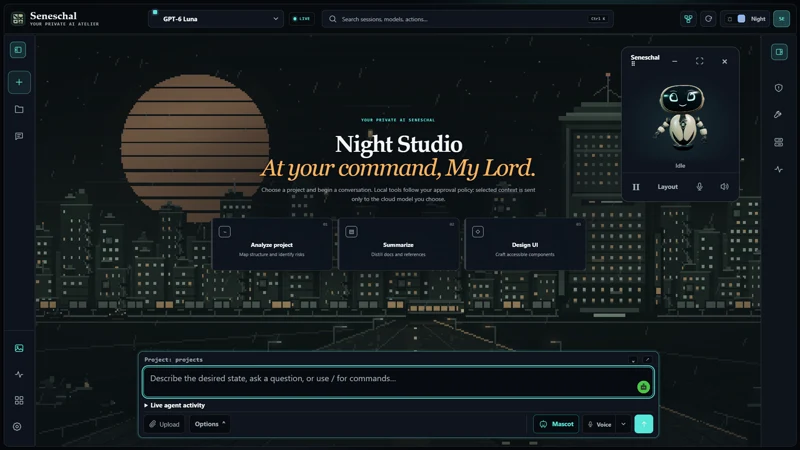 Seneschal
YOUR PRIVATE AI ATELIER
GPT-6 Luna
LIVE
Search sessions, models, actions...
Ctrl K
Night
SE
Seneschal
Idle
Layout
YOUR PRIVATE AI SENESCHAL
Night Studio
At your command, My Lord.
Choose a project and begin a conversation. Local tools follow your approval policy; selected context is sent
only to the cloud model you choose.
Analyze project
Map structure and identify risks
Summarize
Distill docs and references
Design UI
Craft accessible components
Project: projects
Describe the desired state, ask a question, or use / for commands...
Live agent activity
Upload
Options
Mascot
Voice